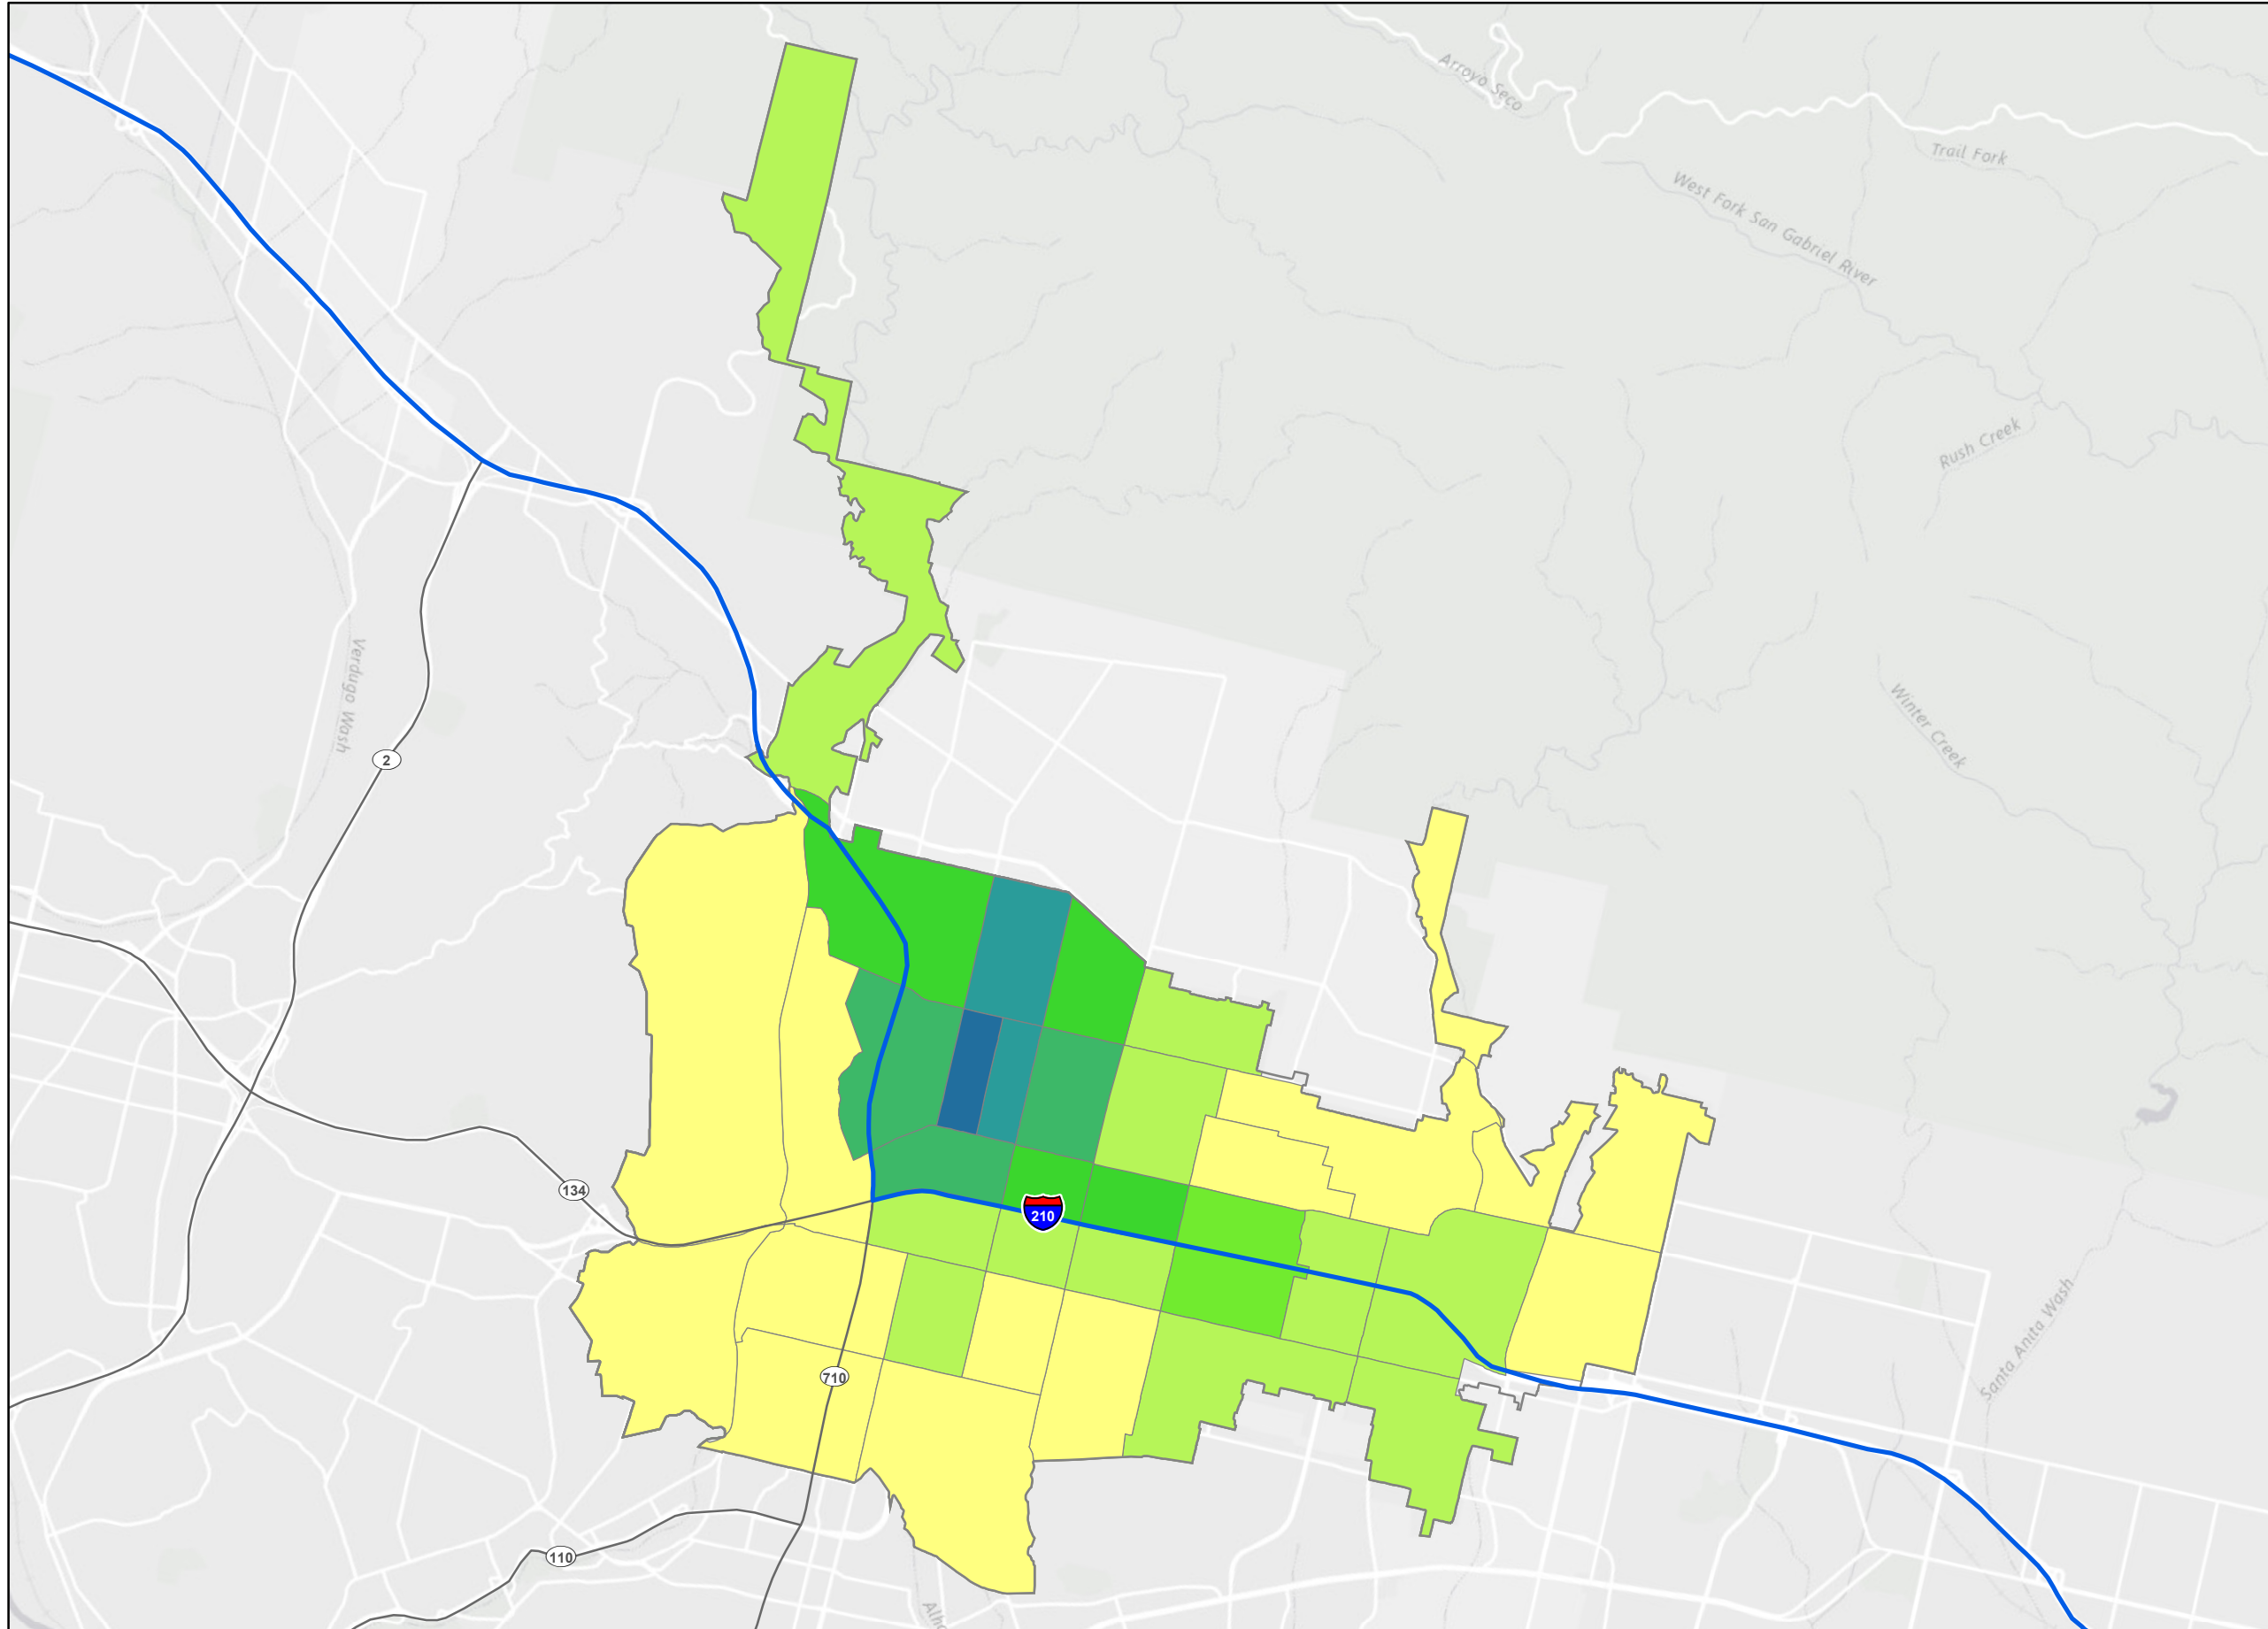 Arroyo Seco
Trail Fork
West Fork San Gabriel River
Rush Creek
Verdugo Wash
Winter Creek
2
134
210
Santa Anita Wash
710
110